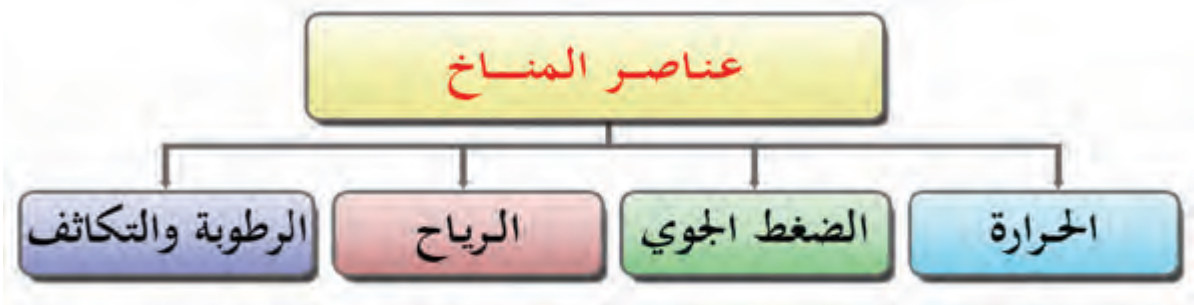 عناصر المناخ
الحرارة
الضغط الجوي
الرياح
الرطوبة والتكاثف